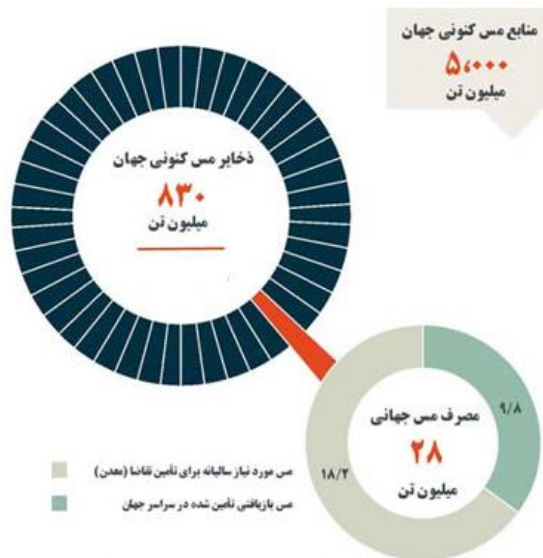 منابع مس کنونی جهان
۵،۰۰۰
میلیون تن
ذخایر مس کنونی جهان
۸۳۰
میلیون تن
مصرف مس جهانی
۲۸
میلیون تن
۹/۸
۱۸/۲
مس مورد نیاز سالیانه برای تأمین تقاضا (معدن)
مس بازیافتی تأمین شده در سراسر جهان